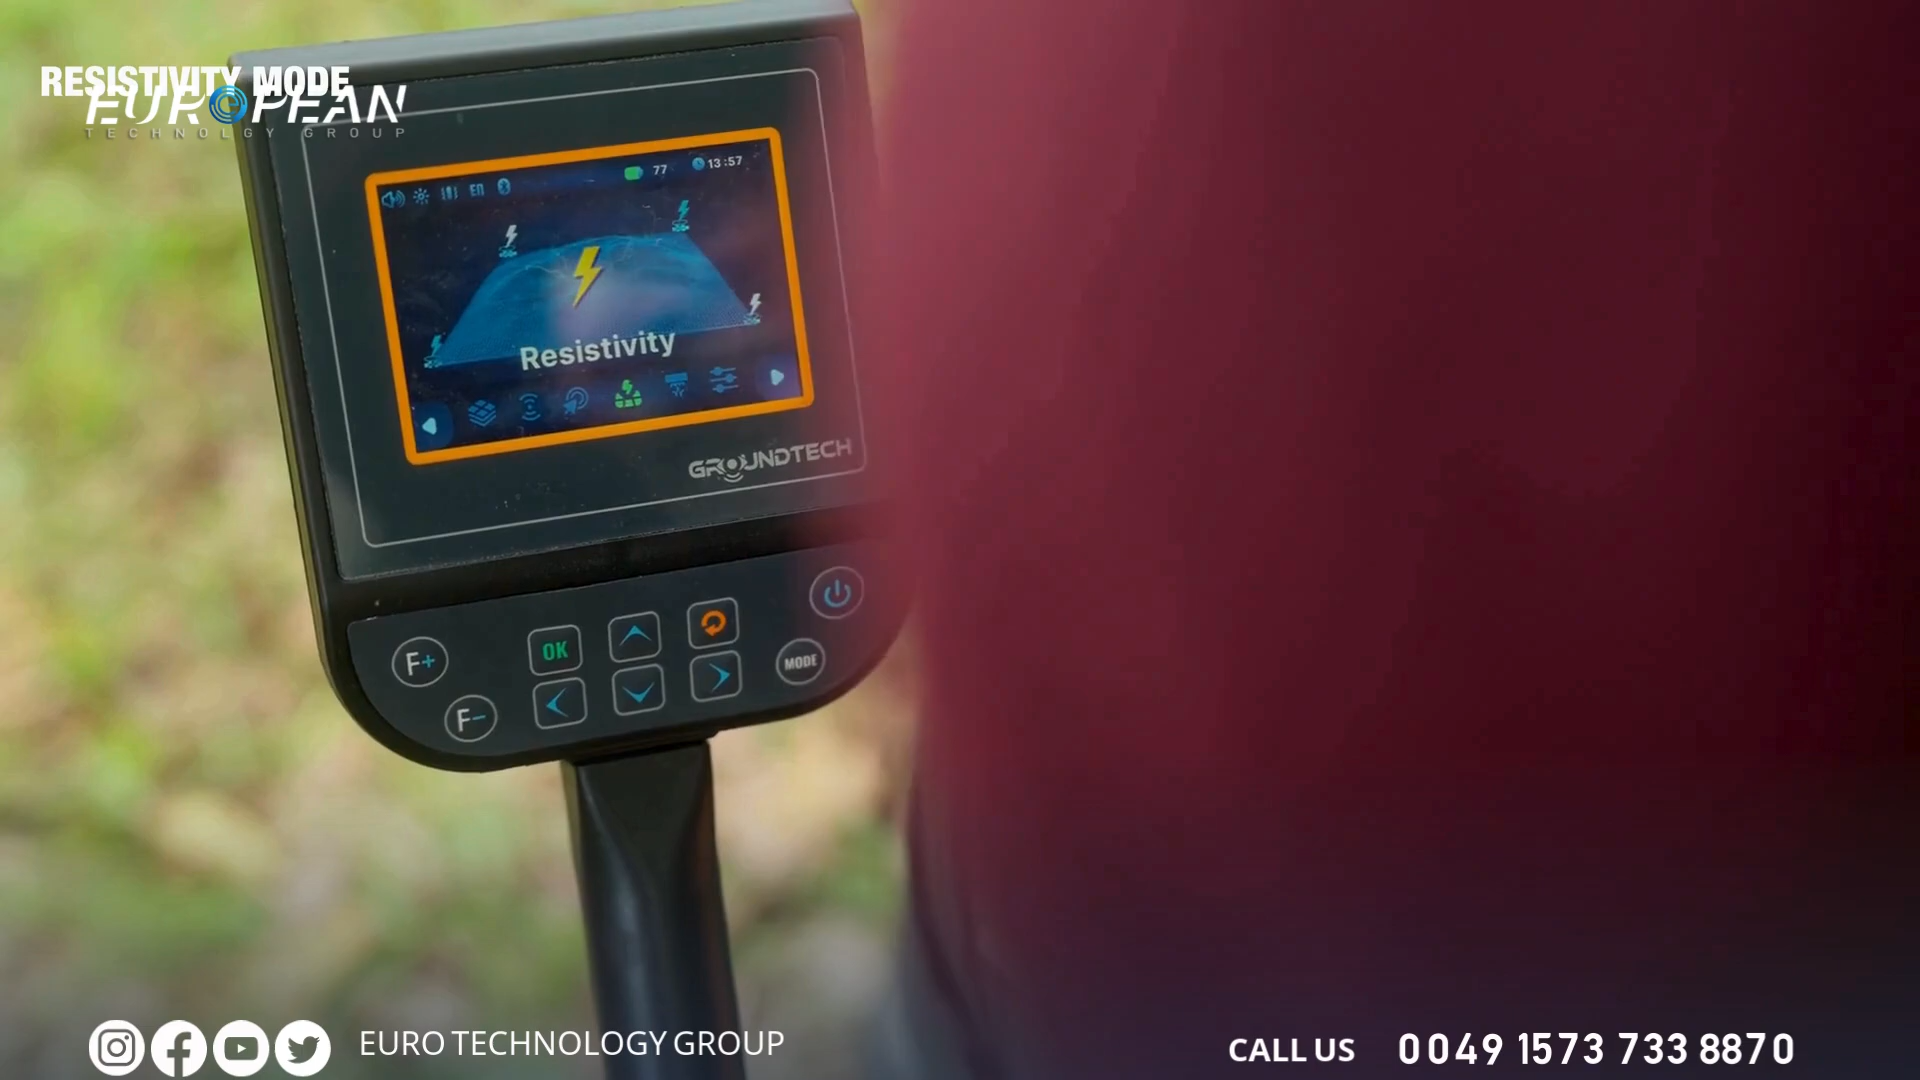 RESISTIVITY MODE
EUROPEAN
TECHNOLGY GROUP
EN
77
13:57
Resistivity
GROUNDTECH
F+
OK
MODE
F-
EURO TECHNOLOGY GROUP
CALL US 0049 1573 733 8870